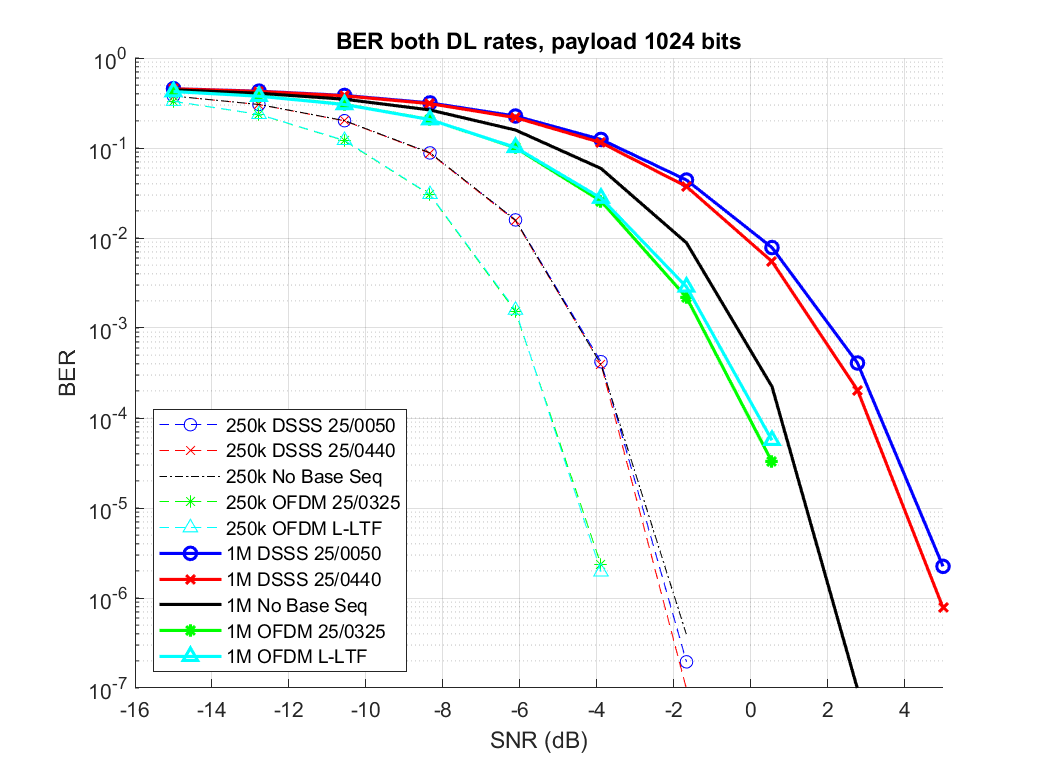 BER both DL rates, payload 1024 bits
10^0
10^-1
10^-2
10^-3
10^-4
10^-5
10^-6
10^-7
BER
250k DSSS 25/0050
250k DSSS 25/0440
250k No Base Seq
250k OFDM 25/0325
250k OFDM L-LTF
1M DSSS 25/0050
1M DSSS 25/0440
1M No Base Seq
1M OFDM 25/0325
1M OFDM L-LTF
-16 -14 -12 -10 -8 -6 -4 -2 0 2 4
SNR (dB)